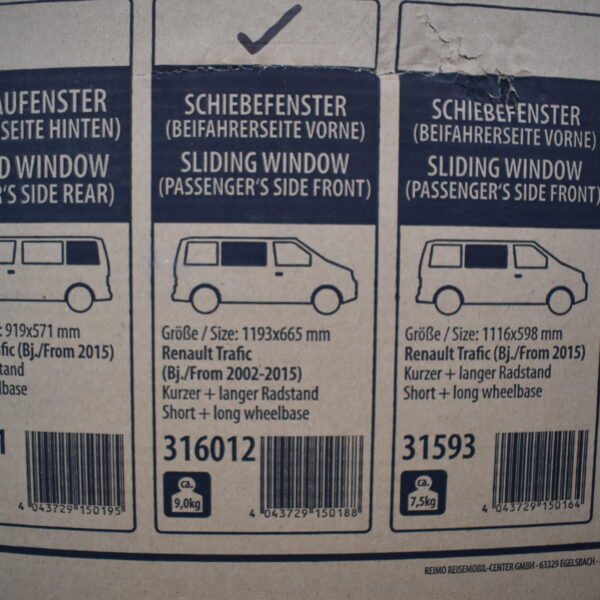 AUFENSTER
SEITE HINTEN)
D WINDOW
R'S SIDE REAR)
: 919x571 mm
fic (Bj./From 2015)
stand
lbase
1
4 043729 150195
SCHIEBEFENSTER
(BEIFAHRERSEITE VORNE)
SLIDING WINDOW
(PASSENGER'S SIDE FRONT)
Größe / Size: 1193x665 mm
Renault Trafic
(Bj./From 2002-2015)
Kurzer + langer Radstand
Short + long wheelbase
316012
ca.
9,0kg
4 043729 150188
SCHIEBEFENSTER
(BEIFAHRERSEITE VORNE)
SLIDING WINDOW
(PASSENGER'S SIDE FRONT)
Größe / Size: 1116x598 mm
Renault Trafic (Bj./From 2015)
Kurzer + langer Radstand
Short + long wheelbase
31593
ca.
7,5kg
4 043729 150164
REIMO REISEMOBIL-CENTER GMBH · 63329 EGELSBACH ·